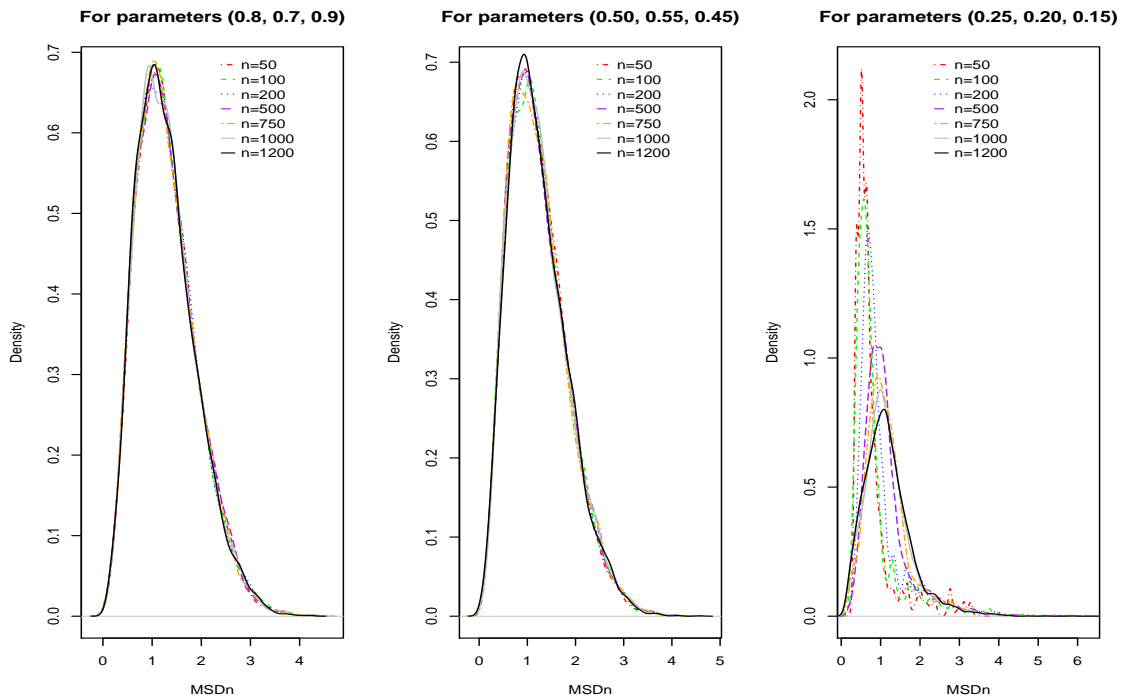 For parameters (0.8, 0.7, 0.9)
Density
0.0
0.1
0.2
0.3
0.4
0.5
0.6
0.7
n=50
n=100
n=200
n=500
n=750
n=1000
n=1200
0
1
2
3
4
MSDn
For parameters (0.50, 0.55, 0.45)
Density
0.0
0.1
0.2
0.3
0.4
0.5
0.6
0.7
n=50
n=100
n=200
n=500
n=750
n=1000
n=1200
0
1
2
3
4
5
MSDn
For parameters (0.25, 0.20, 0.15)
Density
0.0
0.5
1.0
1.5
2.0
n=50
n=100
n=200
n=500
n=750
n=1000
n=1200
0
1
2
3
4
5
6
MSDn